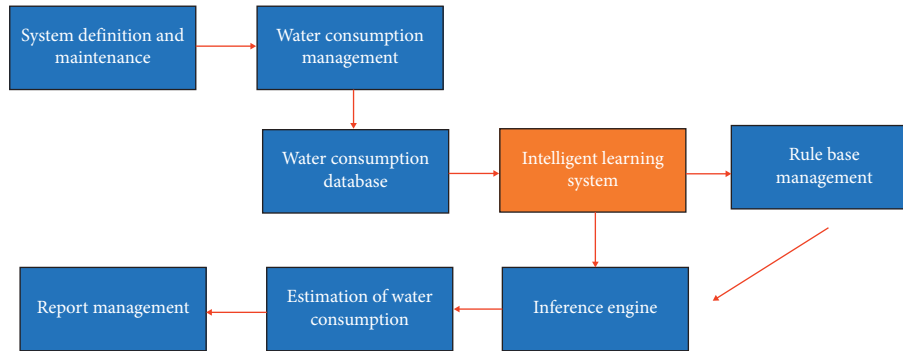 System definition and
maintenance
Water consumption
management
Water consumption
database
Intelligent learning
system
Rule base
management
Report management
Estimation of water
consumption
Inference engine